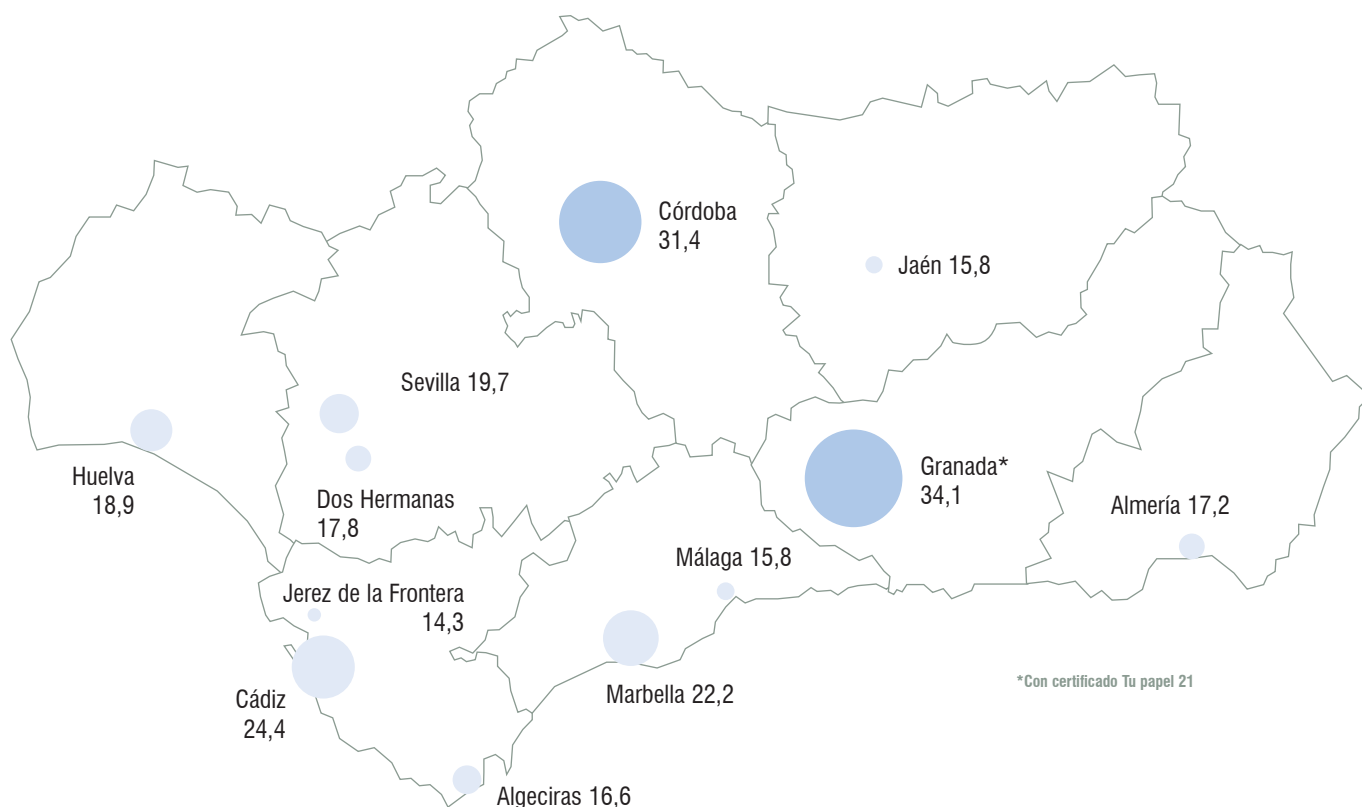 Córdoba
31,4
Jaén 15,8
Sevilla 19,7
Huelva
18,9
Dos Hermanas
17,8
Granada*
34,1
Almería 17,2
Málaga 15,8
Jerez de la Frontera
14,3
Cádiz
24,4
Marbella 22,2
*Con certificado Tu papel 21
Algeciras 16,6